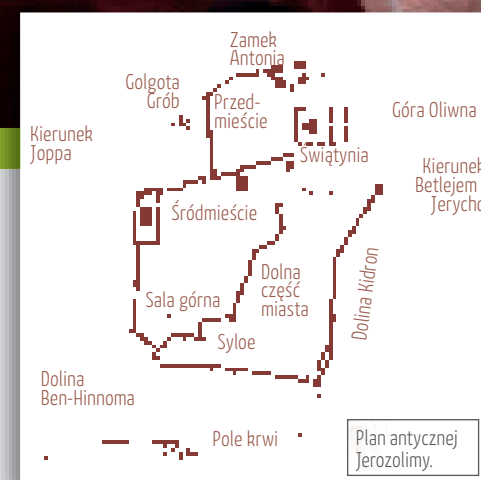 Zamek
Antonia
Golgota
Grób
Przed-
mieście
Góra Oliwna
Kierunek
Joppa
Świątynia
Kierunek
Betlejem
Jerycho
Śródmieście
Dolna
część
miasta
Dolina Kidron
Sala górna
Syloe
Dolina
Ben-Hinnoma
Pole krwi
Plan antycznej
Jerozolimy.